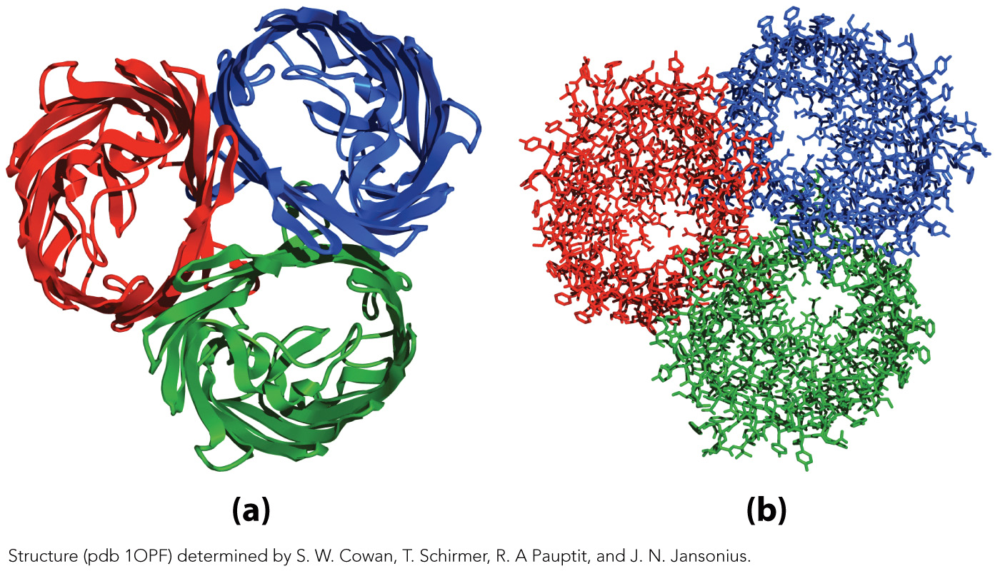 (a) (b)
Structure (pdb 1OPF) determined by S. W. Cowan, T. Schirmer, R. A Pauptit, and J. N. Jansonius.